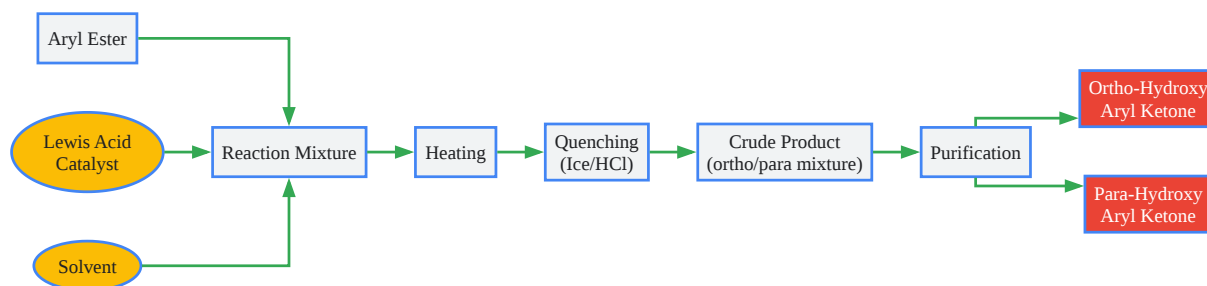 Aryl Ester
Lewis Acid
Catalyst
Solvent
Reaction Mixture
Heating
Quenching
(Ice/HCl)
Crude Product
(ortho/para mixture)
Purification
Ortho-Hydroxy
Aryl Ketone
Para-Hydroxy
Aryl Ketone